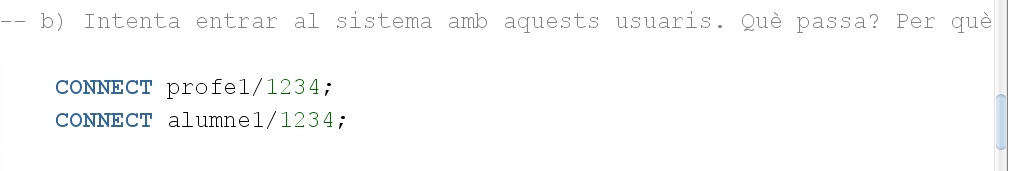 -- b) Intenta entrar al sistema amb aquests usuaris. Què passa? Per què
CONNECT profe1/1234;
CONNECT alumne1/1234;